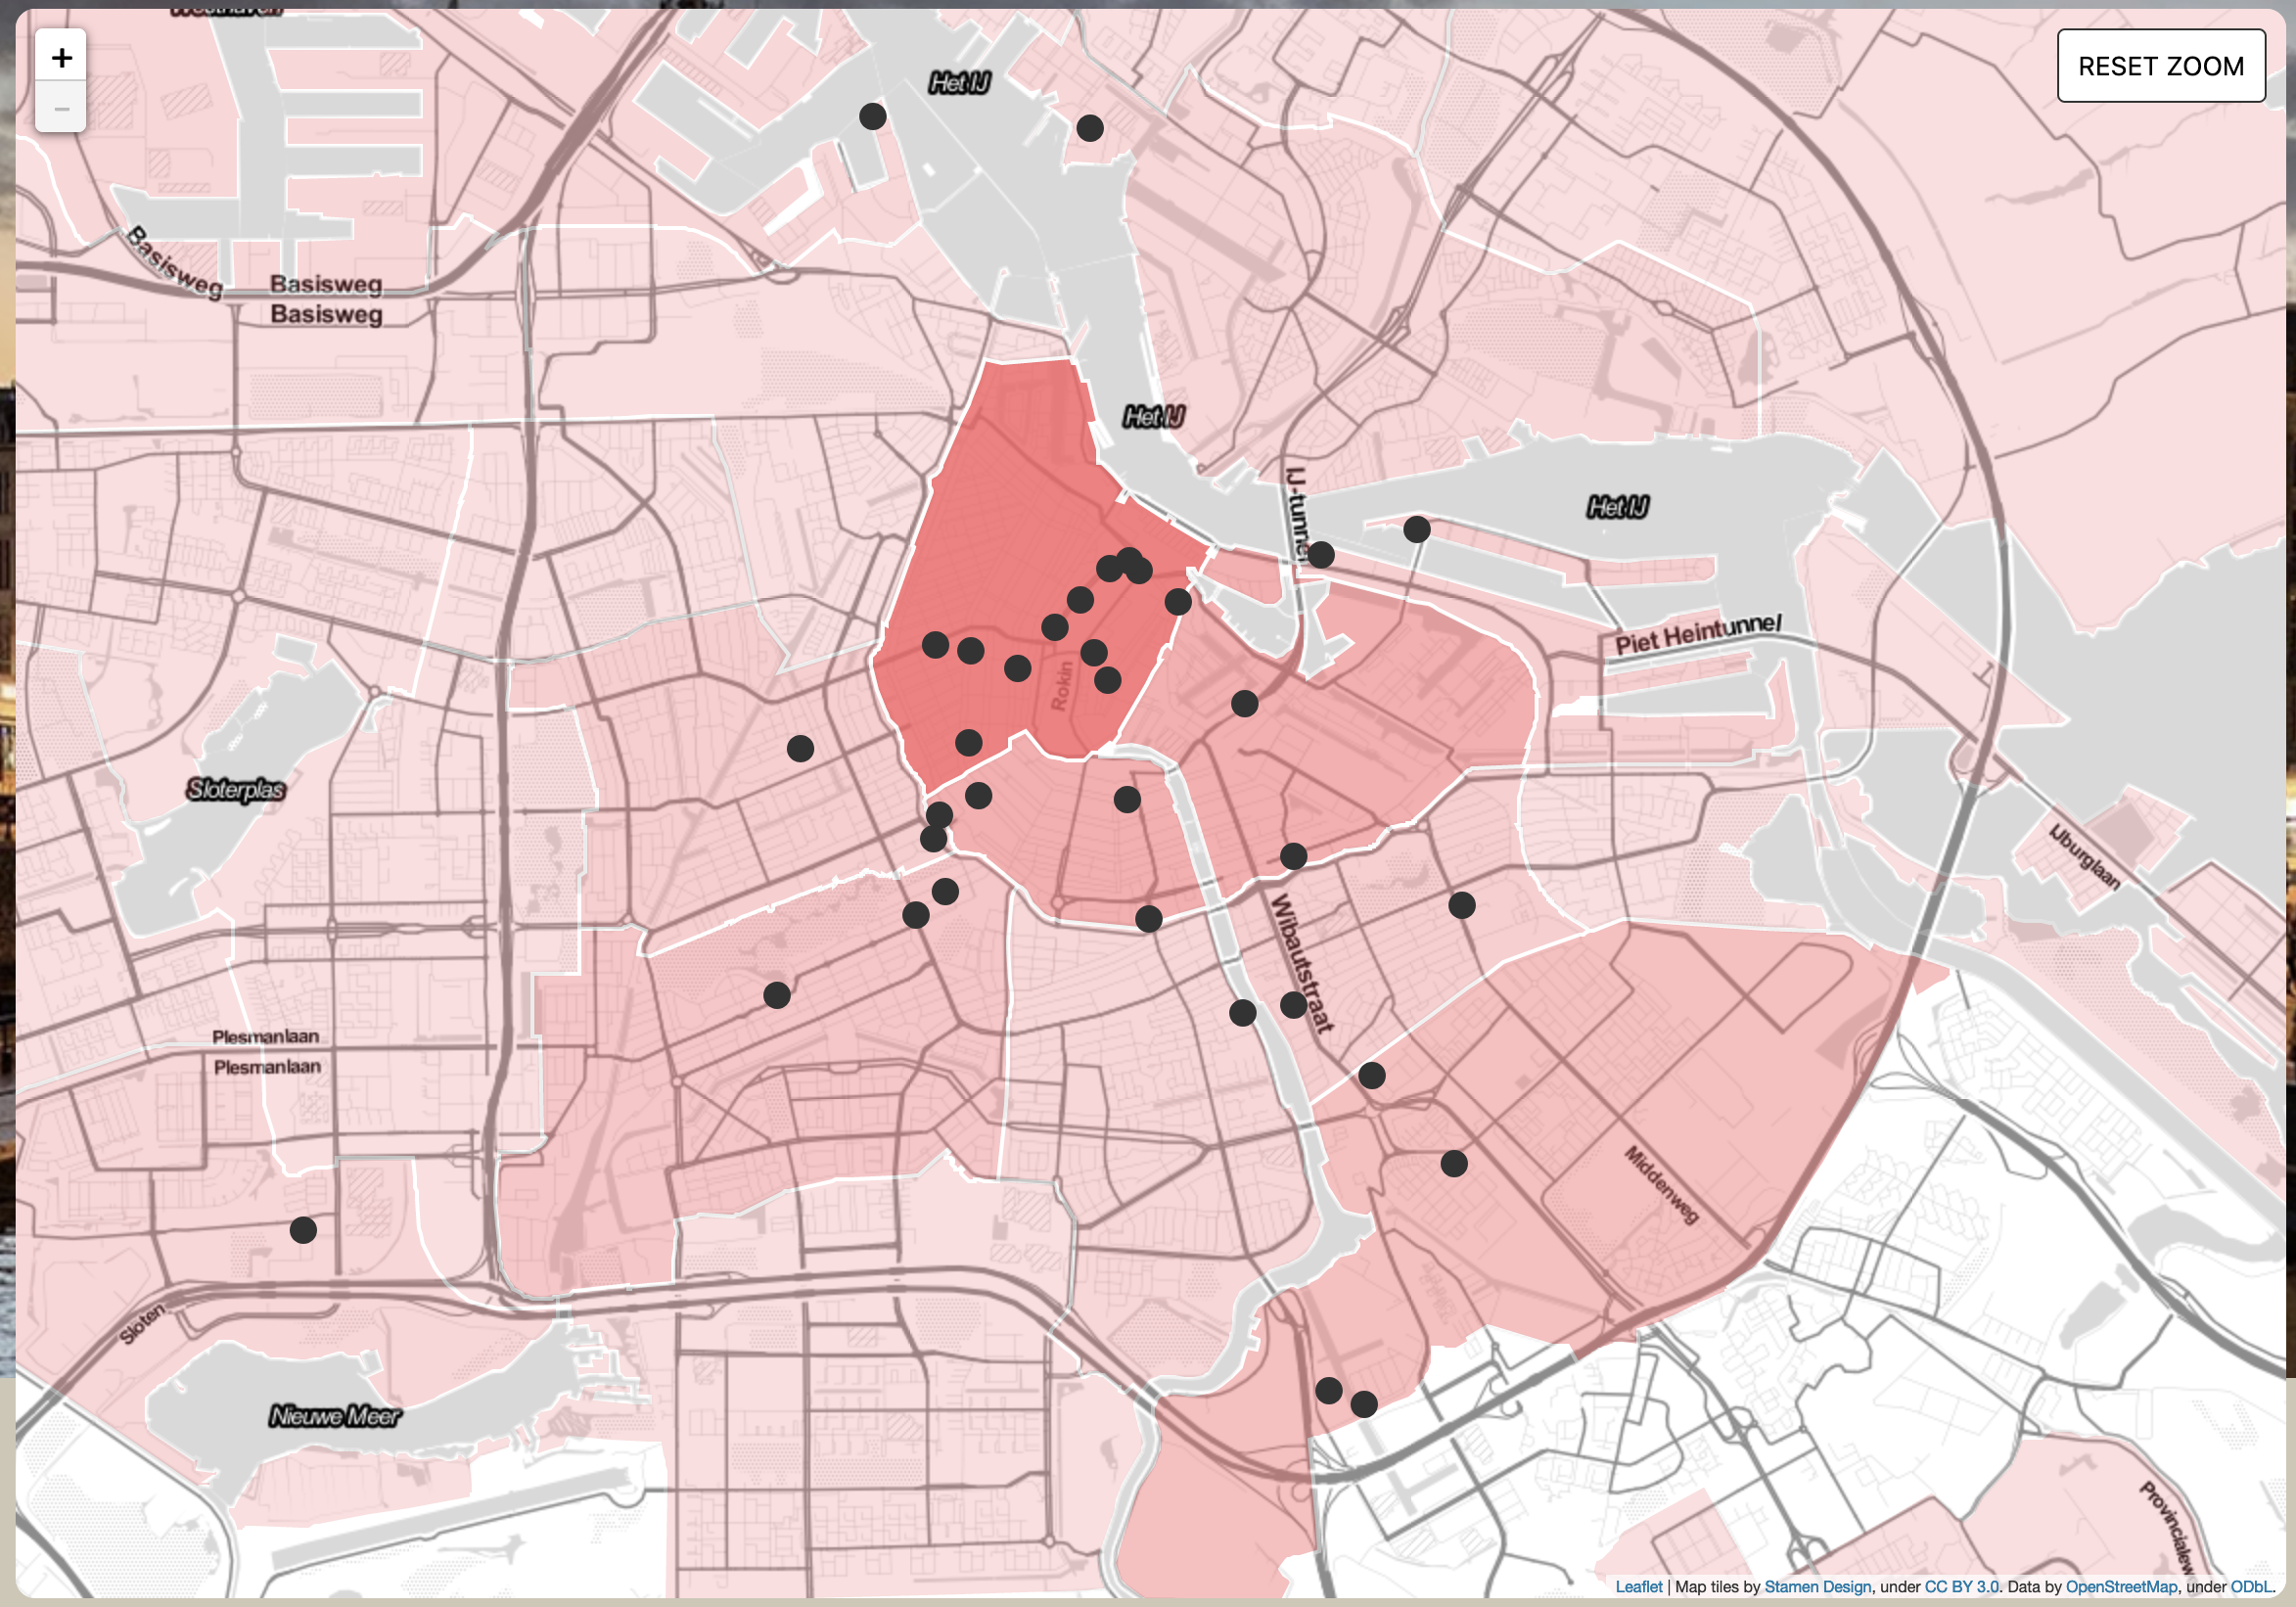 Westhaven
+
−
RESET ZOOM
Het IJ
Basisweg
Basisweg
Basisweg
Het IJ
IJ-tunnel
Het IJ
Piet Heintunnel
Rokin
Sloterplas
IJburglaan
Wibautstraat
Plesmanlaan
Plesmanlaan
Middenweg
Sloten
Nieuwe Meer
Leaflet | Map tiles by Stamen Design, under CC BY 3.0. Data by OpenStreetMap, under ODbL.